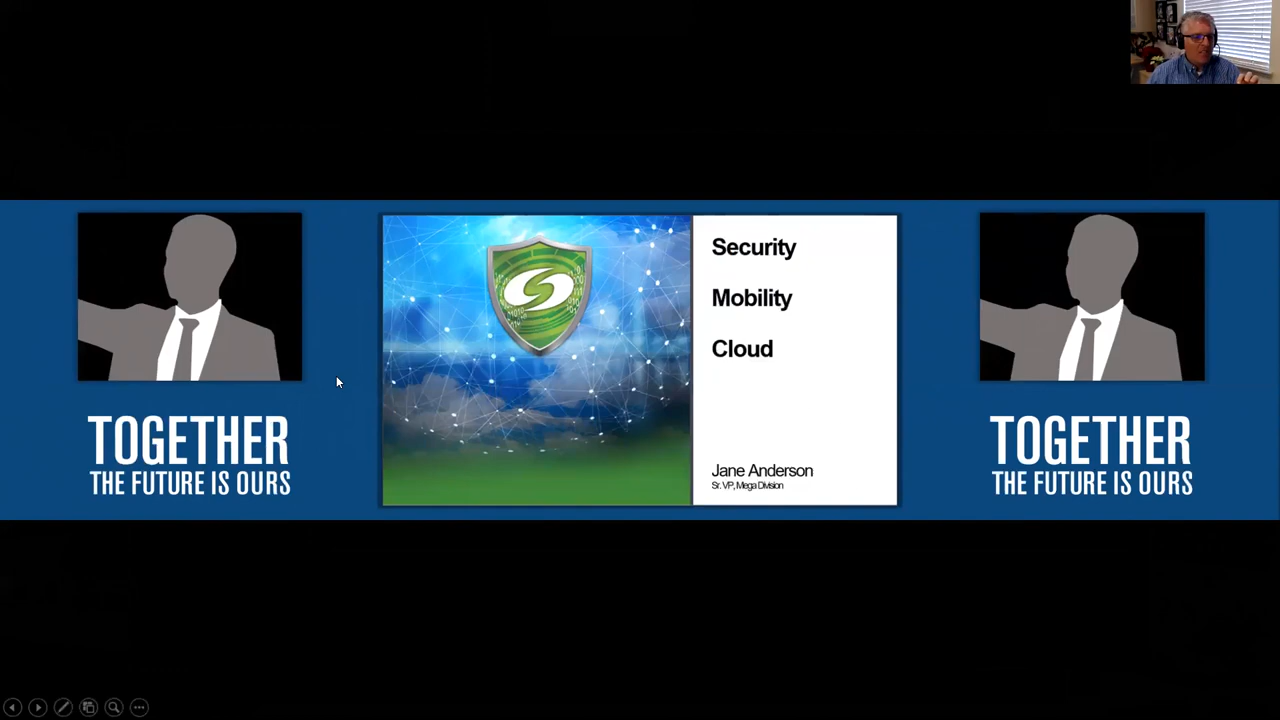 TOGETHER
THE FUTURE IS OURS
Security
Mobility
Cloud
Jane Anderson
Sr. VP, Mega Division
TOGETHER
THE FUTURE IS OURS